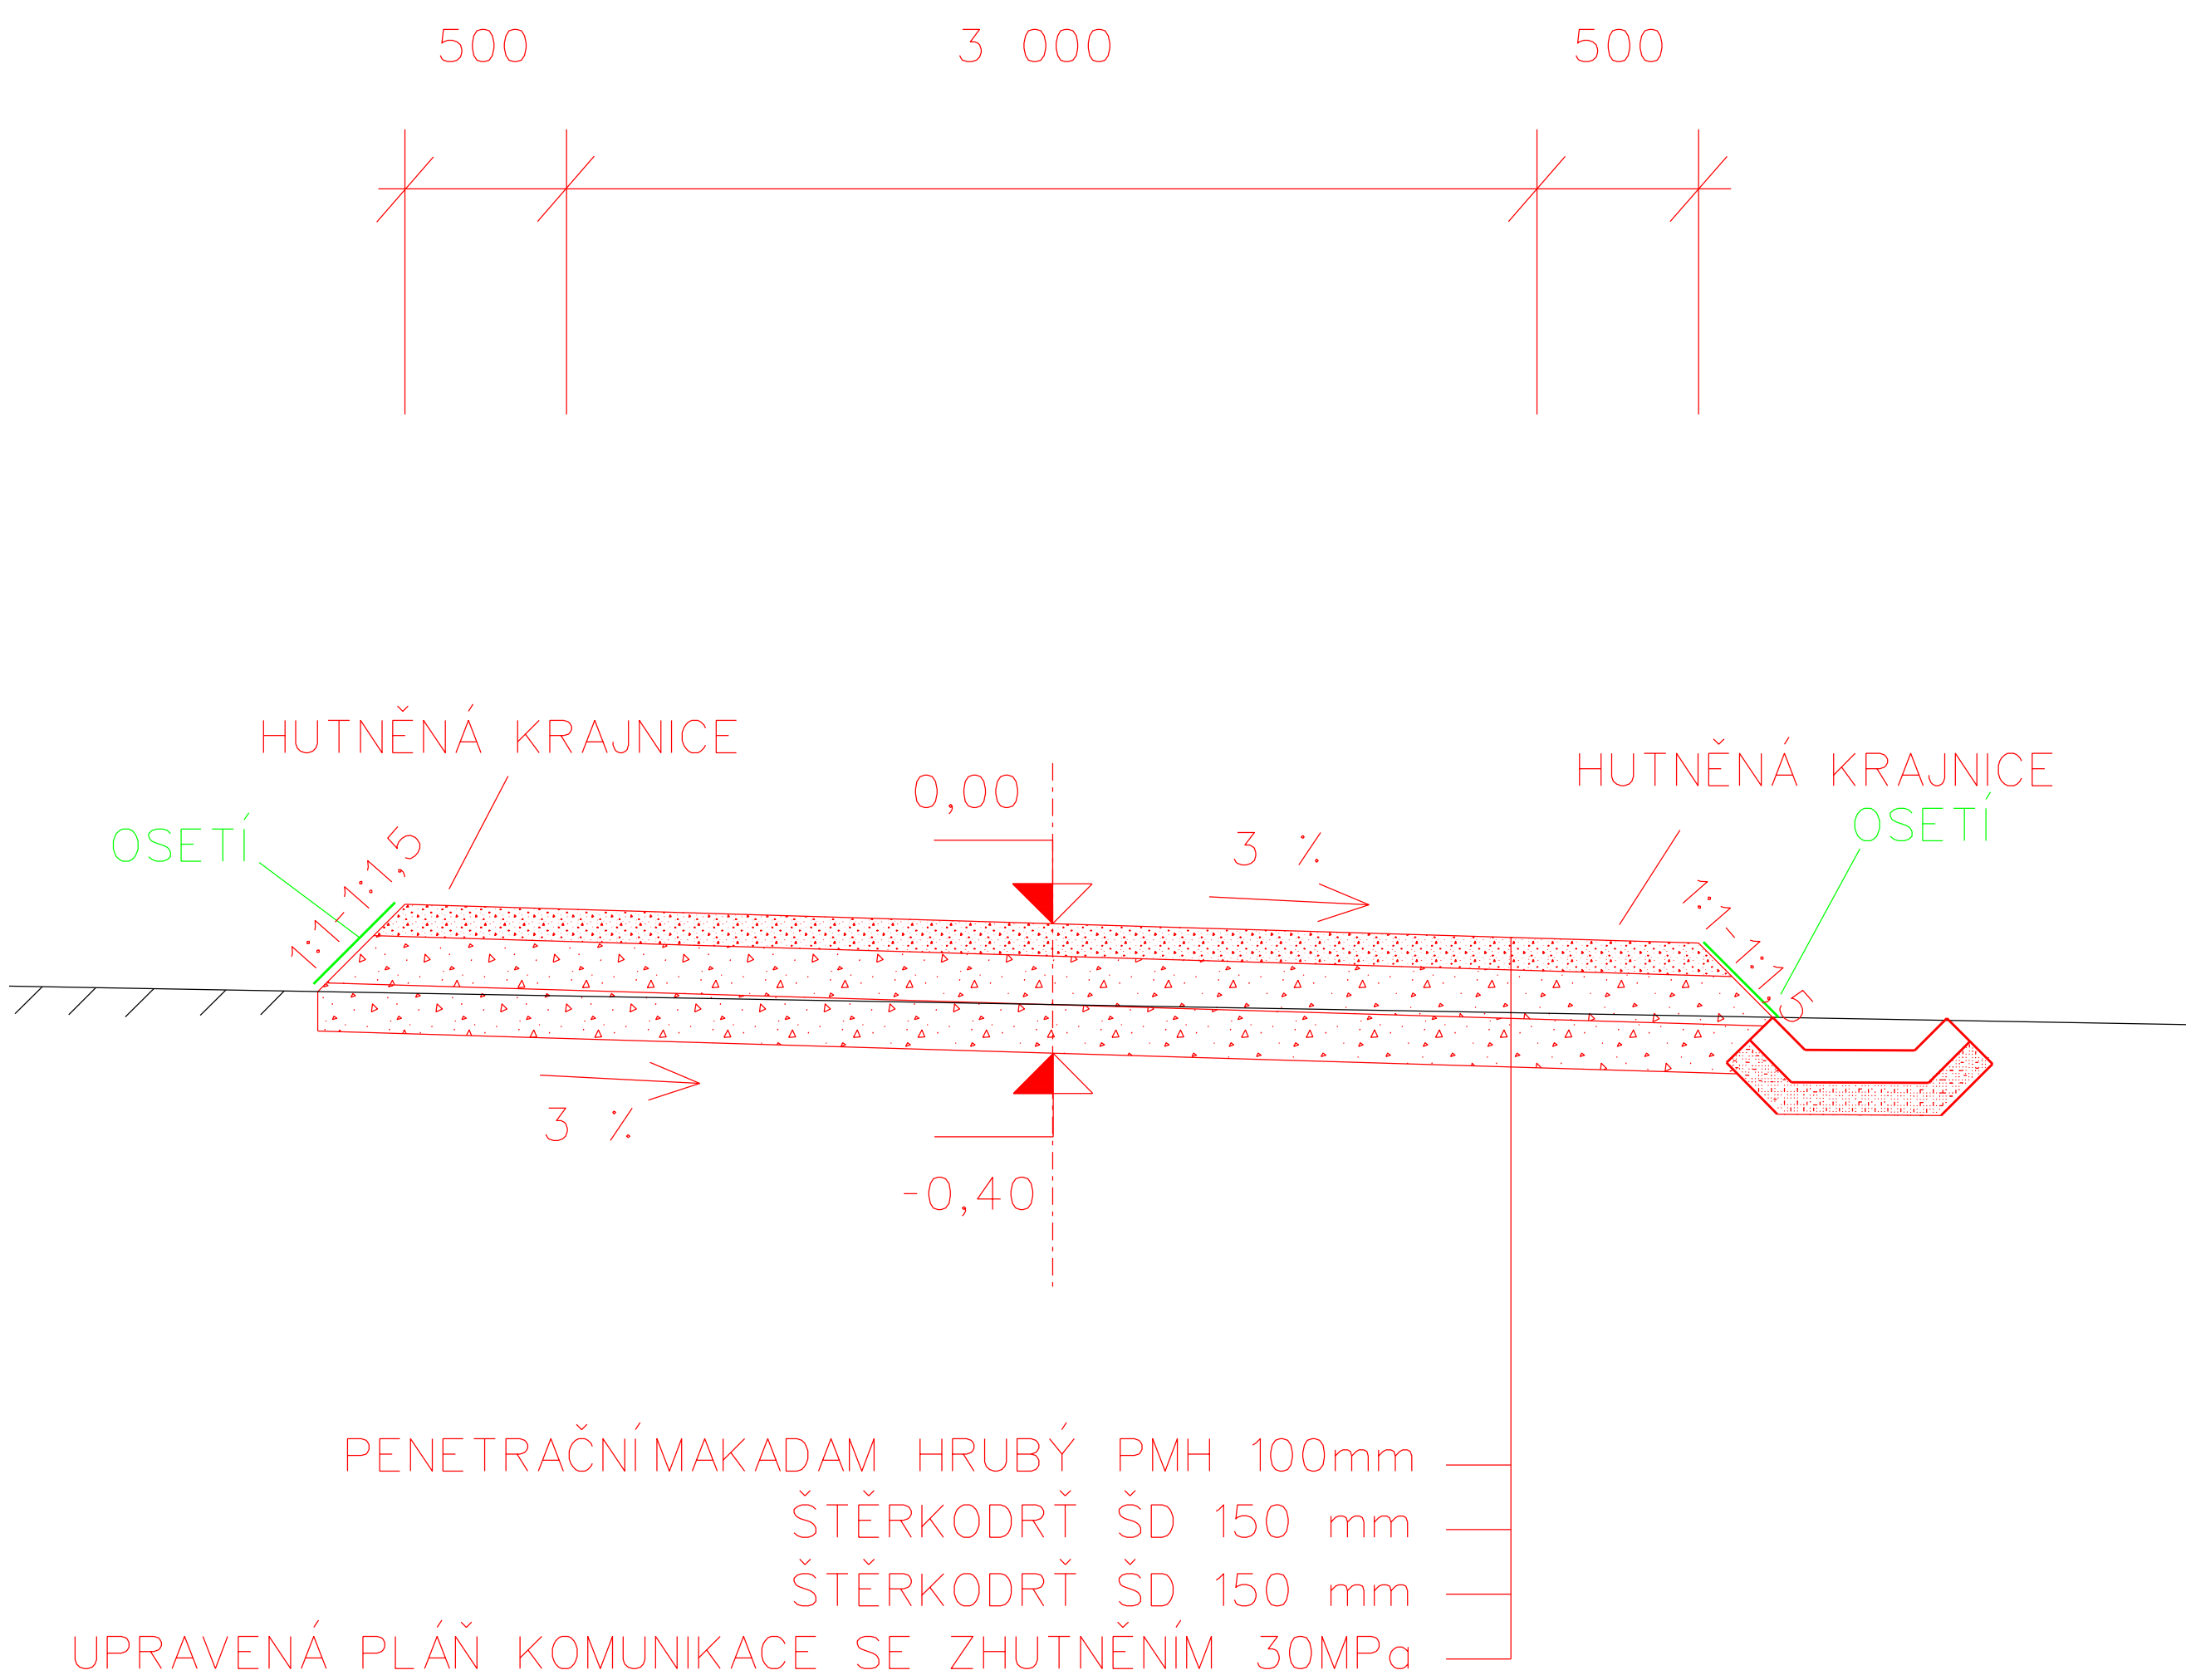 500
3 000
500
HUTNĚNÁ KRAJNICE
HUTNĚNÁ KRAJNICE
0,00
OSETÍ
OSETÍ
1:1-1:1,5
3 %
1:1-1:1,5
3 %
-0,40
PENETRAČNÍ MAKADAM HRUBÝ PMH 100mm
ŠTĚRKODRŤ ŠD 150 mm
ŠTĚRKODRŤ ŠD 150 mm
UPRAVENÁ PLÁŇ KOMUNIKACE SE ZHUTNĚNÍM 30MPa